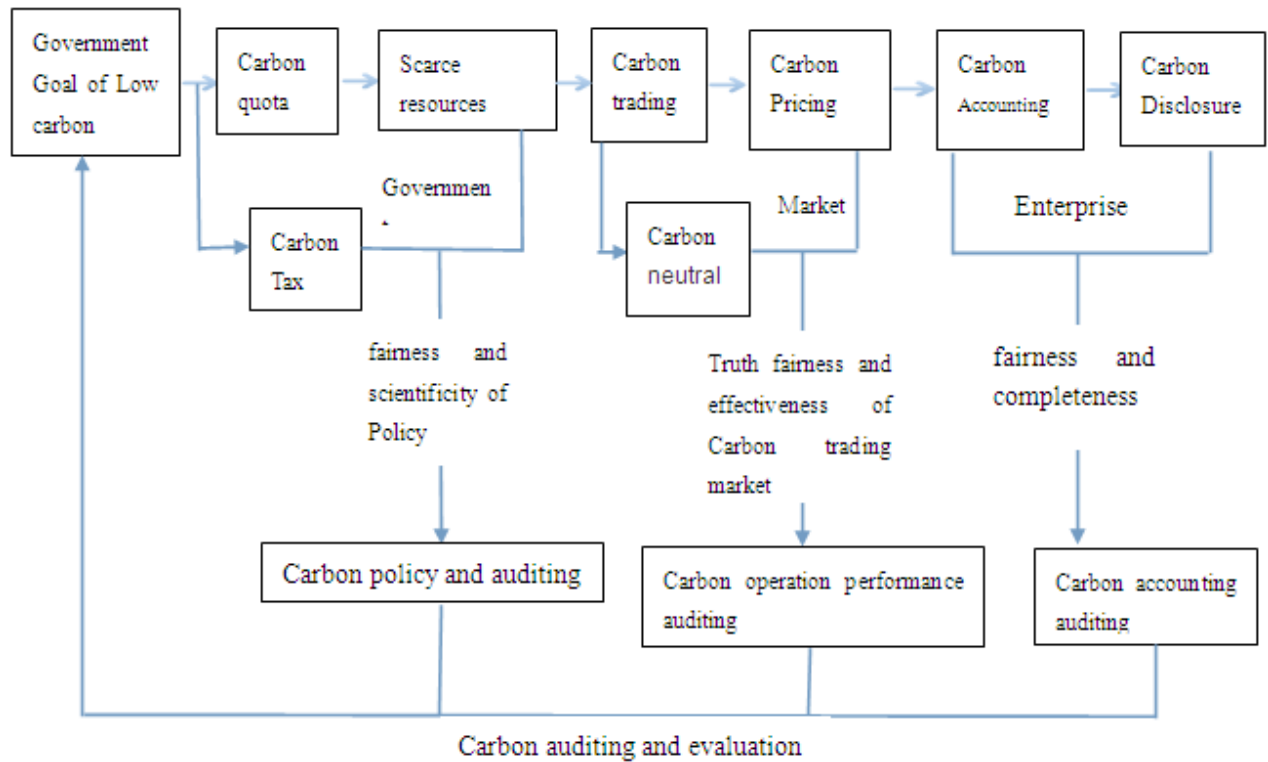 Government
Goal of Low
carbon
Carbon
quota
Scarce
resources
Carbon
trading
Carbon
Pricing
Carbon
Accounting
Carbon
Disclosure
Governmen
Market
Enterprise
Carbon
Tax
Carbon
neutral
fairness and
scientificity of
Policy
Truth fairness and
effectiveness of
Carbon trading
market
fairness and
completeness
Carbon policy and auditing
Carbon operation performance
auditing
Carbon accounting
auditing
Carbon auditing and evaluation